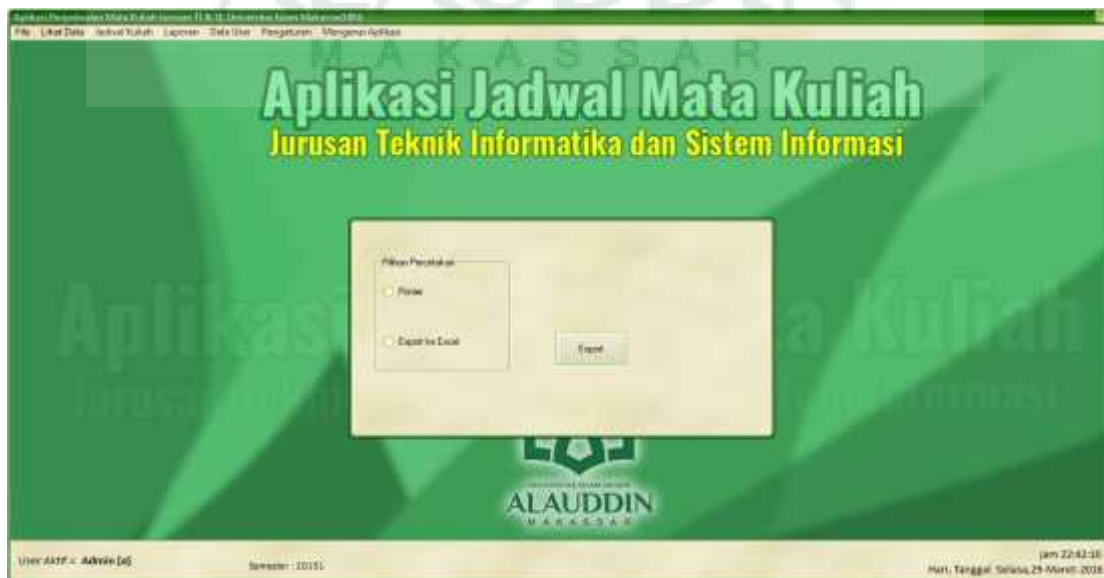 MAKASSAR
File Lihat Data Jadwal Kuliah Laporan Data User Pengaturan Mengenai Aplikasi
Aplikasi Jadwal Mata Kuliah
Jurusan Teknik Informatika dan Sistem Informasi
Pilihan Pencetakan
Export ke Excel
Export
ALAUDDIN
MAKASSAR
User Aktif = Admin [a]
Semester : 20151
Jam 22:42:16
Hari, Tanggal Selasa, 29-Maret-2016